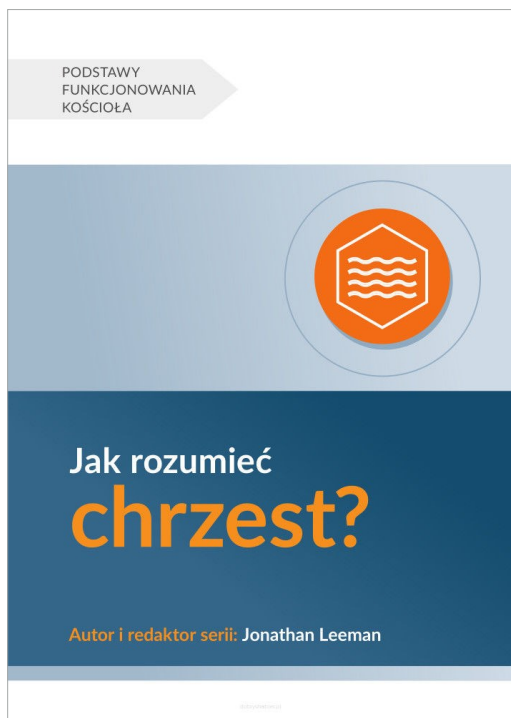 PODSTAWY
FUNKCJONOWANIA
KOŚCIOŁA
Jak rozumieć
chrzest?
Autor i redaktor serii: Jonathan Leeman